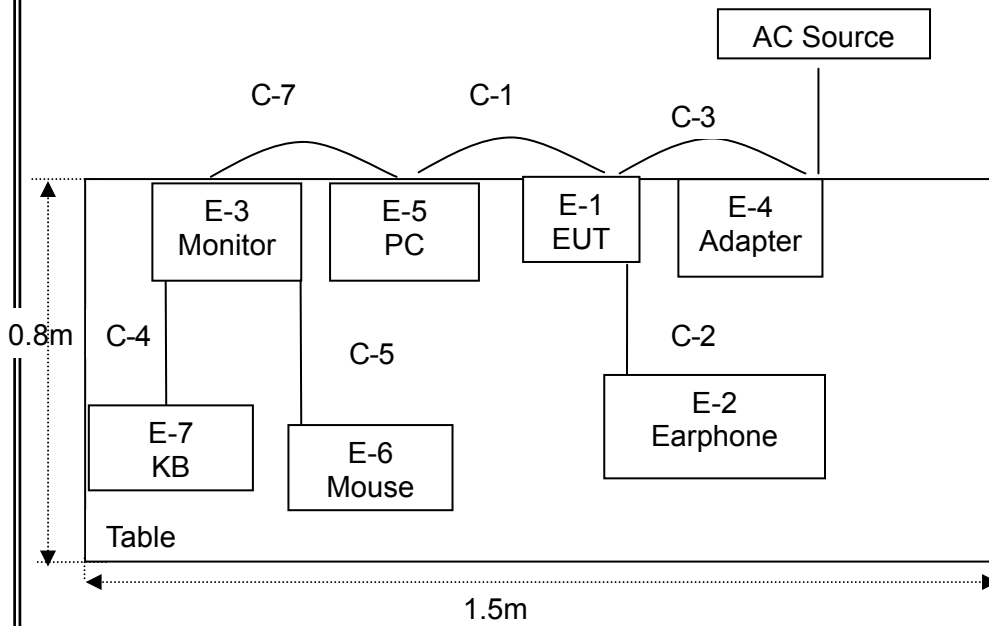 AC Source
C-7
C-1
C-3
E-3
Monitor
E-5
PC
E-1
EUT
E-4
Adapter
0.8m
C-4
C-5
C-2
E-7
KB
E-6
Mouse
E-2
Earphone
Table
1.5m